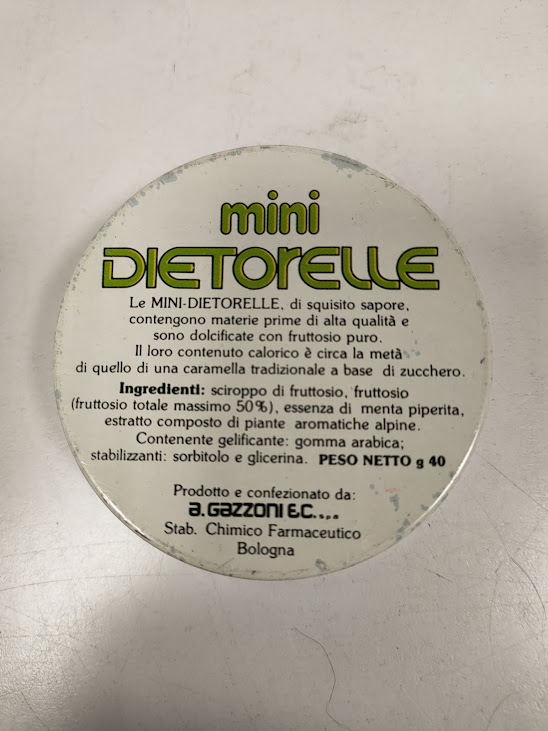 mini
DIETORELLE
Le MINI-DIETORELLE, di squisito sapore,
contengono materie prime di alta qualità e
sono dolcificate con fruttosio puro.
Il loro contenuto calorico è circa la metà
di quello di una caramella tradizionale a base di zucchero.
Ingredienti: sciroppo di fruttosio, fruttosio
(fruttosio totale massimo 50%), essenza di menta piperita,
estratto composto di piante aromatiche alpine.
Contenente gelificante: gomma arabica;
stabilizzanti: sorbitolo e glicerina. PESO NETTO g 40
Prodotto e confezionato da:
a. GAZZONI & C. s.p.a
Stab. Chimico Farmaceutico
Bologna